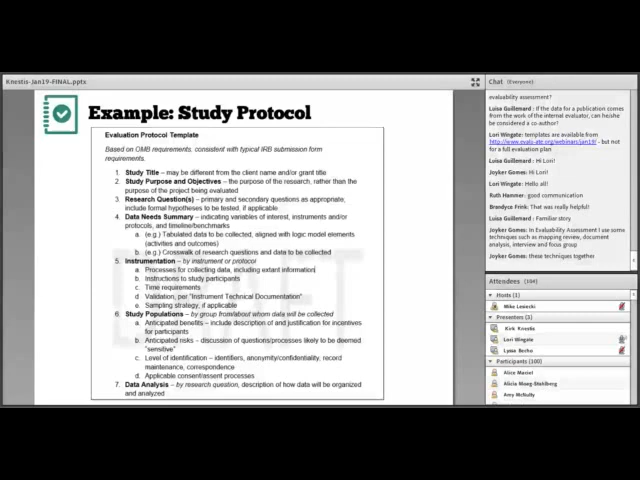 Knestis-Jan19-FINAL.pptx
Example: Study Protocol
Evaluation Protocol Template
Based on OMB requirements, consistent with typical IRB submission form
requirements.
1. Study Title – may be different from the client name and/or grant title
2. Study Purpose and Objectives – the purpose of the research, rather than the
purpose of the project being evaluated
3. Research Question(s) – primary and secondary questions as appropriate,
include formal hypotheses to be tested, if applicable
4. Data Needs Summary – indicating variables of interest, instruments and/or
protocols, and timeline/benchmarks
a. (e.g.) Tabulated data to be collected, aligned with logic model elements
(activities and outcomes)
b. (e.g.) Crosswalk of research questions and data to be collected
5. Instrumentation – by instrument or protocol
a. Processes for collecting data, including extant information
b. Instructions to study participants
c. Time requirements
d. Validation, per "Instrument Technical Documentation"
e. Sampling strategy, if applicable
6. Study Populations – by group from/about whom data will be collected
a. Anticipated benefits – include description of and justification for incentives
for participants
b. Anticipated risks – discussion of questions/processes likely to be deemed
"sensitive"
c. Level of identification – identifiers, anonymity/confidentiality, record
maintenance, correspondence
d. Applicable consent/assent processes
7. Data Analysis – by research question, description of how data will be organized
and analyzed
DRAFT
Chat (Everyone)
evaluability assessment?
Luisa Guillemard: If the data for a publication comes
from the work of the internal evaluator, can he/she
be considered a co-author?
Lori Wingate: templates are available from
http://www.evalu-ate.org/webinars/jan19/ - but not
for a full evaluation plan
Luisa Guillemard: Hi Lori!
Joyker Gomes: Hi Lori!
Lori Wingate: Hello all!
Ruth Hammer: good communication
Brandyce Frink: That was really helpful!
Luisa Guillemard: Familiar story
Joyker Gomes: in Evaluability Assessment I use some
techniques such as mapping review, document
analysis, interview and focus group
Joyker Gomes: these techniques together
Attendees (104)
Hosts (1)
Mike Lesiecki
Presenters (3)
Kirk Knestis
Lori Wingate
Lyssa Becho
Participants (100)
Alice Maciel
Amy McNulty